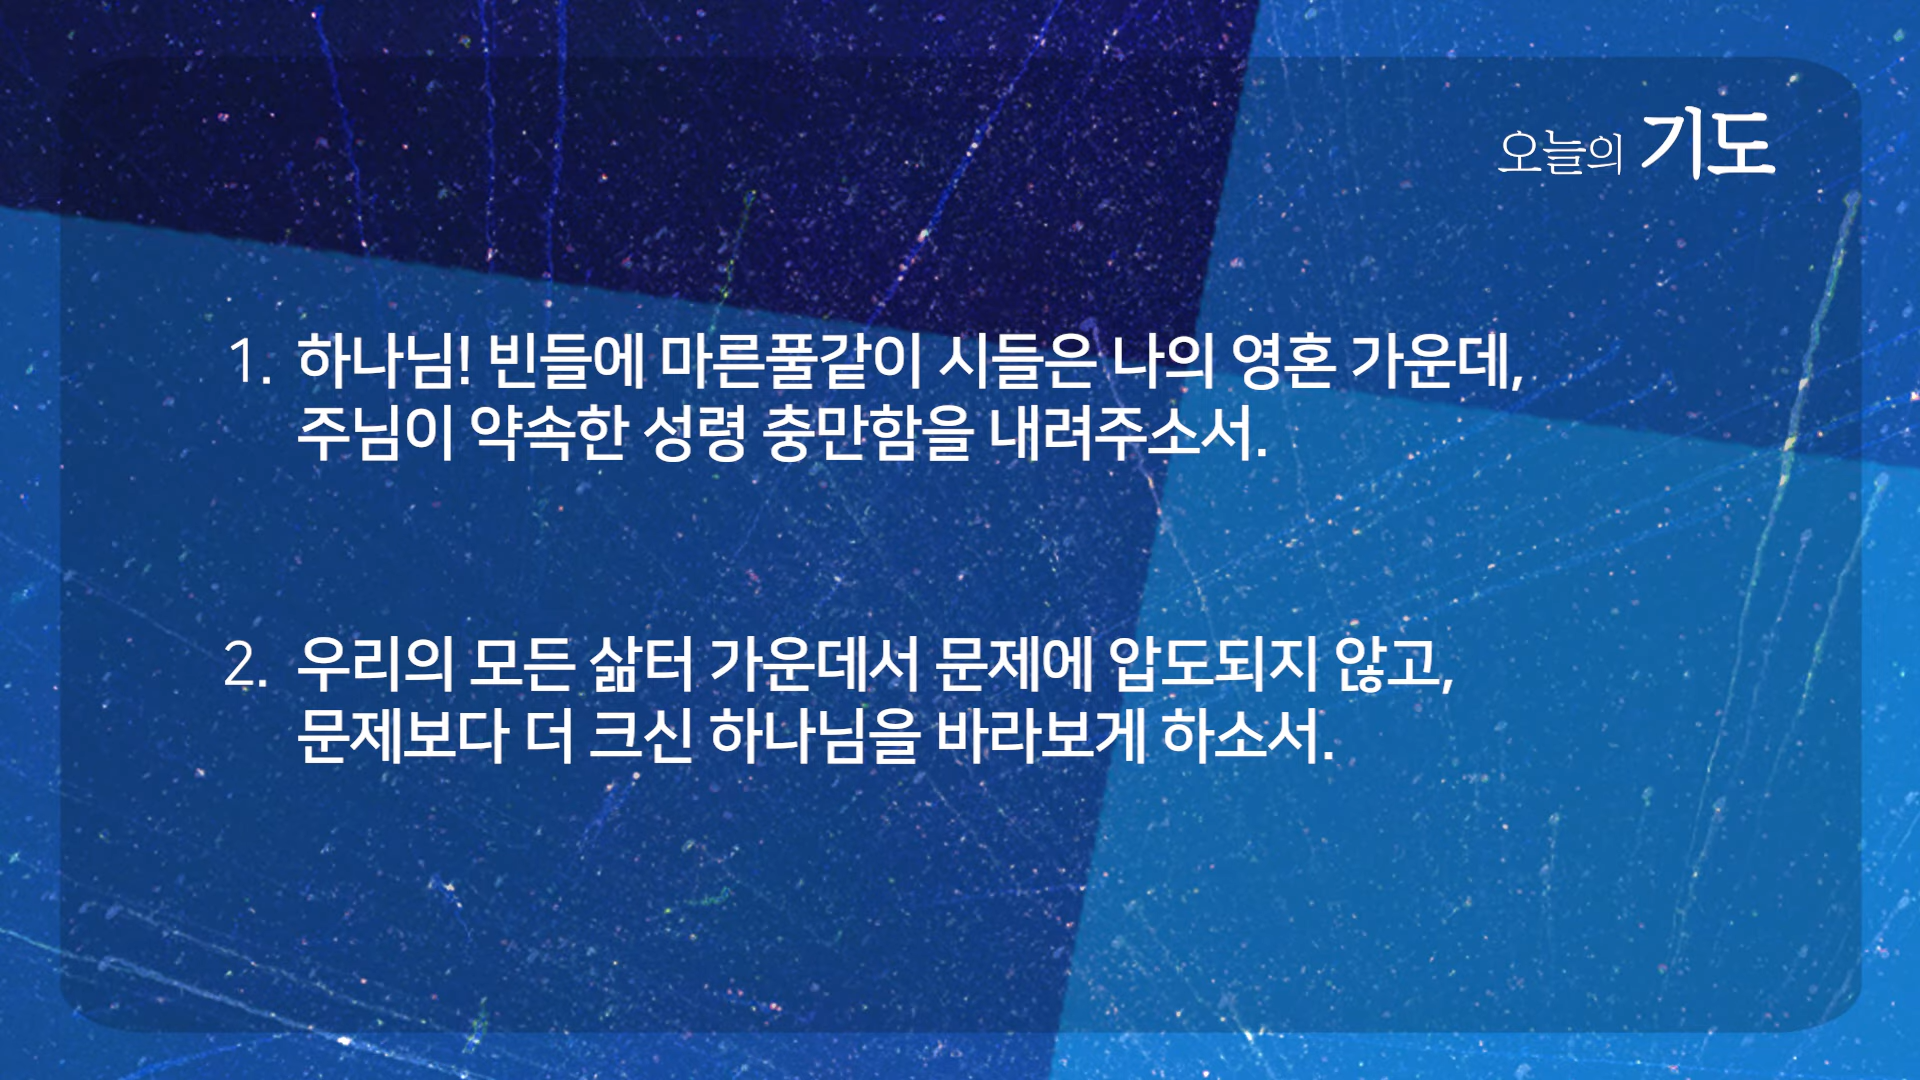 오늘의 기도
1. 하나님! 빈들에 마른풀같이 시들은 나의 영혼 가운데,
주님이 약속한 성령 충만함을 내려주소서.
2. 우리의 모든 삶터 가운데서 문제에 압도되지 않고,
문제보다 더 크신 하나님을 바라보게 하소서.